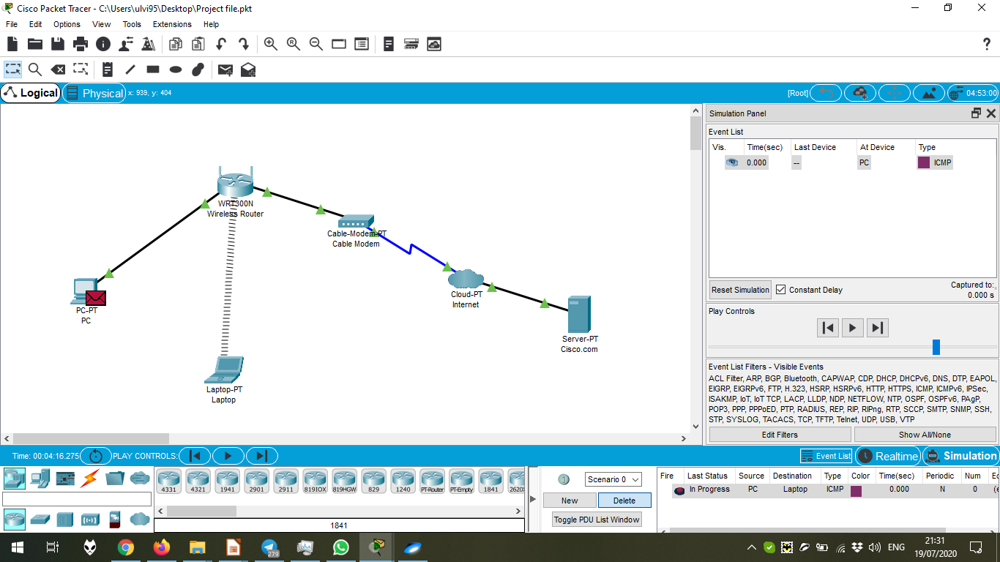 Cisco Packet Tracer - C:\Users\ulvi95\Desktop\Project file.pkt
File Edit Options View Tools Extensions Help
Logical Physical x: 939, y: 404 [Root] 04:53:00
WRT300N
Wireless Router
Cable-Modem-PT
Cable Modem
Cloud-PT
Internet
PC-PT
PC
Server-PT
Cisco.com
Laptop-PT
Laptop
Simulation Panel
Event List
Vis. Time(sec) Last Device At Device Type
0.000 -- PC ICMP
Reset Simulation Constant Delay Captured to:
0.000 s
Play Controls
Event List Filters - Visible Events
ACL Filter, ARP, BGP, Bluetooth, CAPWAP, CDP, DHCP, DHCPv6, DNS, DTP, EAPOL,
EIGRP, EIGRPv6, FTP, H.323, HSRP, HSRPv6, HTTP, HTTPS, ICMP, ICMPv6, IPSec,
ISAKMP, IoT, IoT TCP, LACP, LLDP, NDP, NETFLOW, NTP, OSPF, OSPFv6, PAgP,
POP3, PPP, PPPoED, PTP, RADIUS, REP, RIP, RIPng, RTP, SCCP, SMTP, SNMP, SSH,
STP, SYSLOG, TACACS, TCP, TFTP, Telnet, UDP, USB, VTP
Edit Filters Show All/None
Time: 00:04:16.275 PLAY CONTROLS: Event List Realtime Simulation
4331 4321 1941 2901 2911 819IOX 819HGW 829 1240 PT-Router PT-Empty 1841 2620X
1841
Scenario 0
New Delete
Toggle PDU List Window
Fire Last Status Source Destination Type Color Time(sec) Periodic Num Ec
In Progress PC Laptop ICMP 0.000 N 0 (e
279
ENG
21:31
19/07/2020